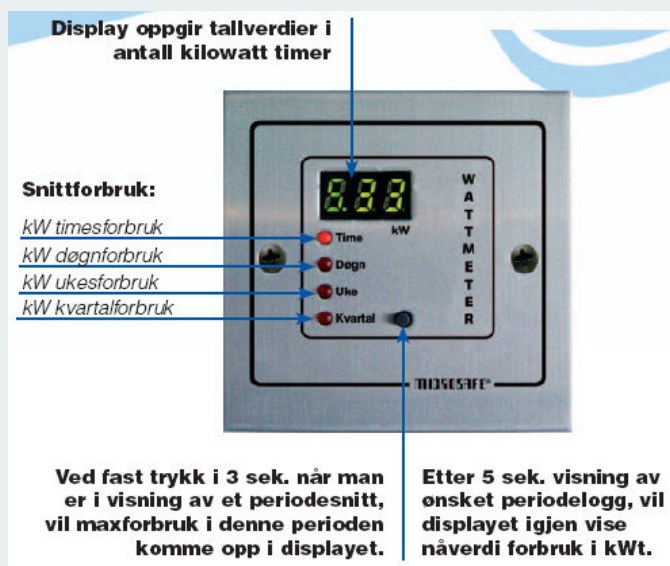 Display oppgir tallverdier i
antall kilowatt timer
Snittforbruk:
kW timesforbruk
kW døgnforbruk
kW ukesforbruk
kW kvartalforbruk
8.33
kW
Time
Døgn
Uke
Kvartal
WATTMETER
MICROSAFE®
Ved fast trykk i 3 sek. når man
er i visning av et periodesnitt,
vil maxforbruk i denne perioden
komme opp i displayet.
Etter 5 sek. visning av
ønsket periodelogg, vil
displayet igjen vise
nåverdi forbruk i kWt.